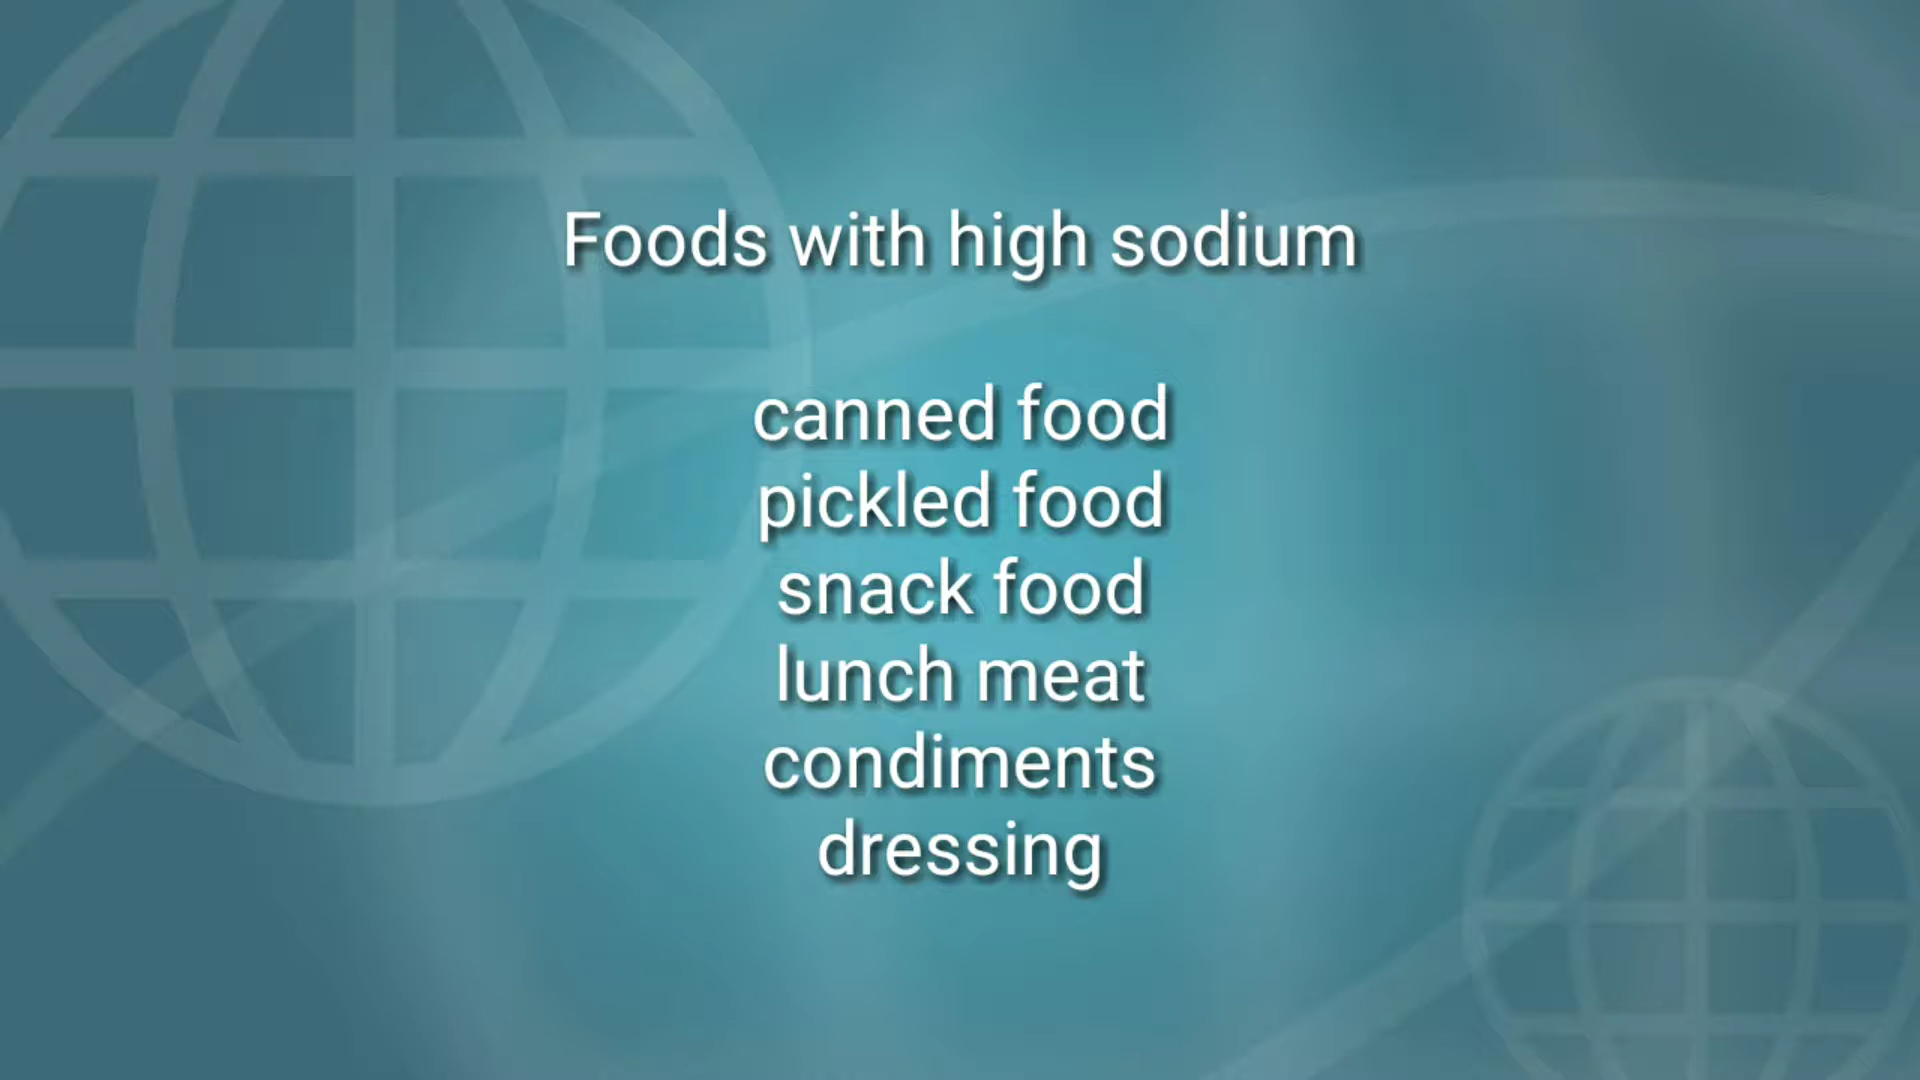 Foods with high sodium
canned food
pickled food
snack food
lunch meat
condiments
dressing